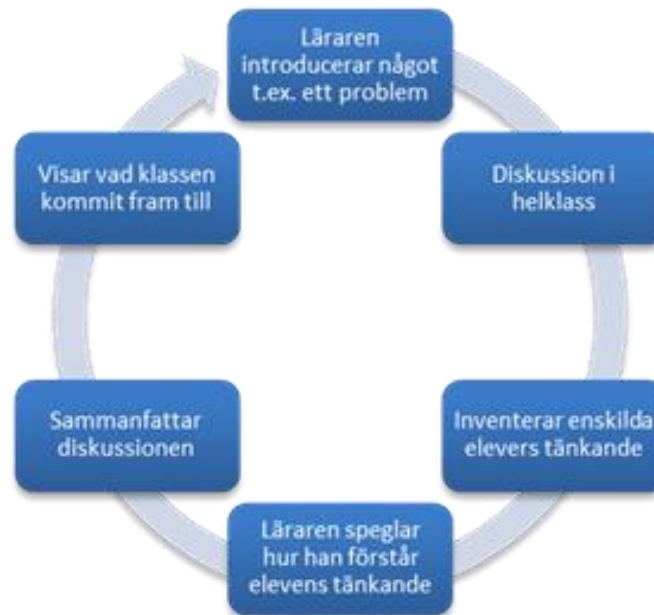 Läraren
introducerar något
t.ex. ett problem
Diskussion i
helklass
Inventerar enskilda
elevers tänkande
Läraren speglar
hur han förstår
elevens tänkande
Sammanfattar
diskussionen
Visar vad klassen
kommit fram till